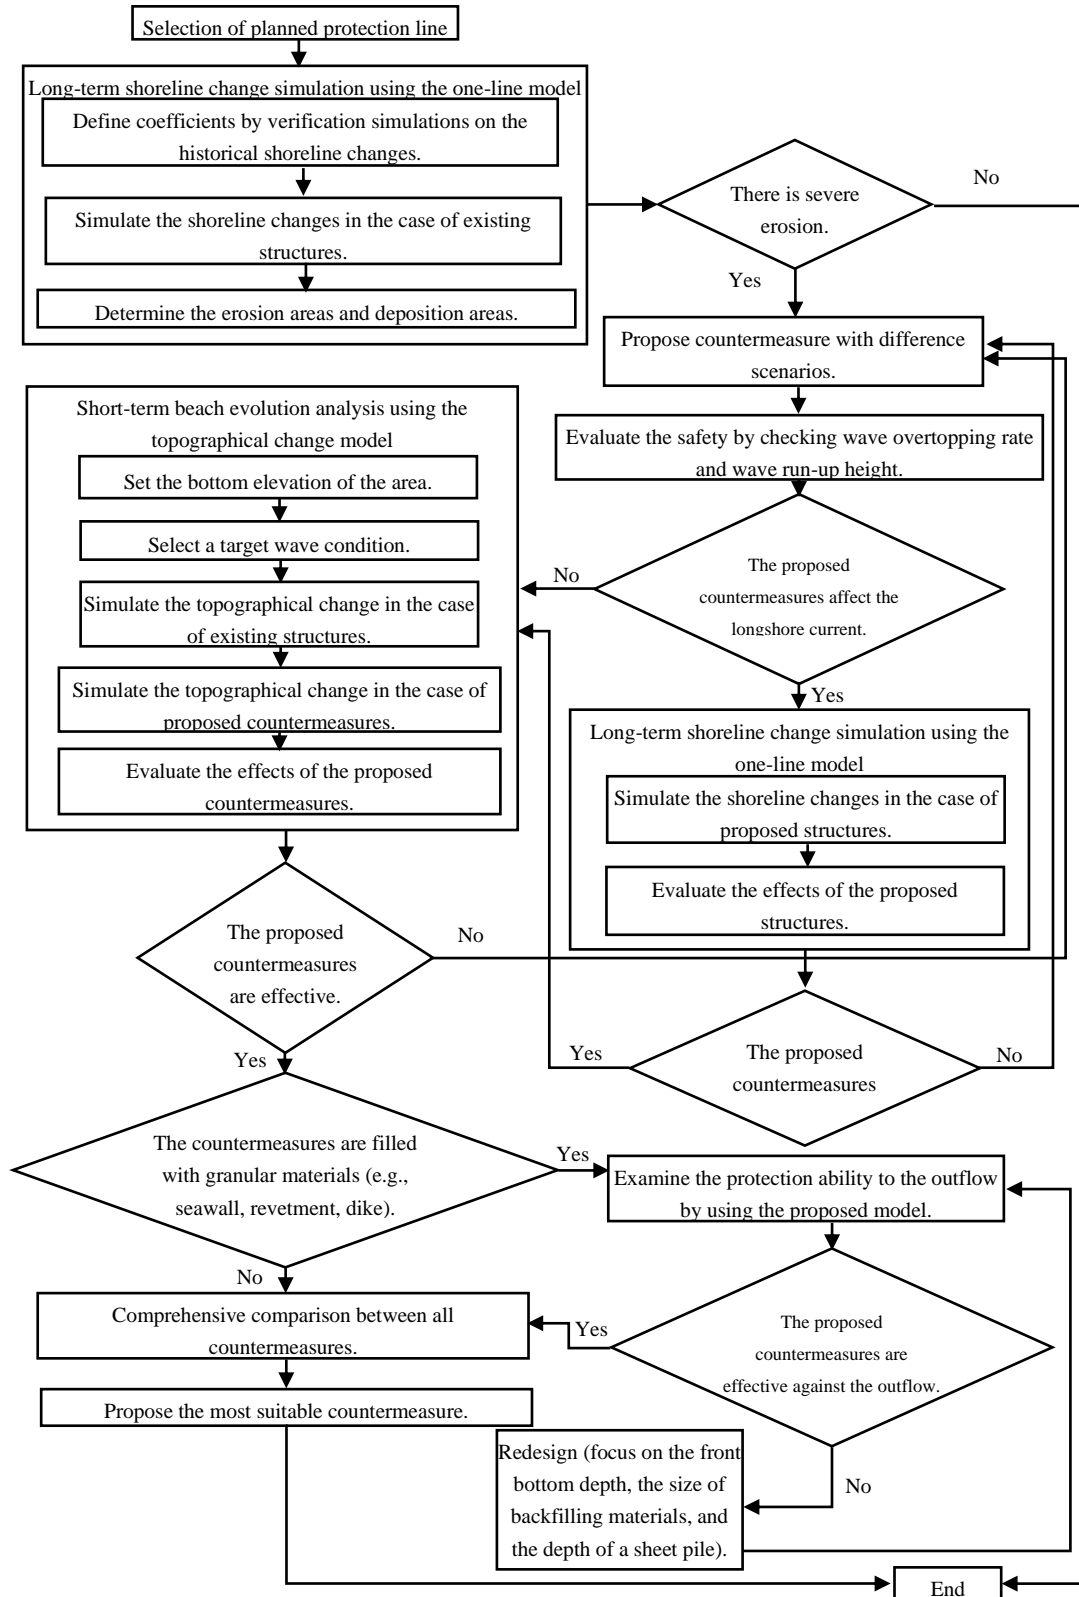 Selection of planned protection line
Long-term shoreline change simulation using the one-line model
Define coefficients by verification simulations on the
historical shoreline changes.
Simulate the shoreline changes in the case of existing
structures.
Determine the erosion areas and deposition areas.
There is severe
erosion.
No
Yes
Propose countermeasure with difference
scenarios.
Evaluate the safety by checking wave overtopping rate
and wave run-up height.
The proposed
countermeasures affect the
longshore current.
No
Yes
Short-term beach evolution analysis using the
topographical change model
Set the bottom elevation of the area.
Select a target wave condition.
Simulate the topographical change in the case
of existing structures.
Simulate the topographical change in the case of
proposed countermeasures.
Evaluate the effects of the proposed
countermeasures.
Long-term shoreline change simulation using the
one-line model
Simulate the shoreline changes in the case of
proposed structures.
Evaluate the effects of the proposed
structures.
The proposed
countermeasures
are effective.
No
Yes
The proposed
countermeasures
Yes
No
The countermeasures are filled
with granular materials (e.g.,
seawall, revetment, dike).
Yes
No
Examine the protection ability to the outflow
by using the proposed model.
The proposed
countermeasures are
effective against the outflow.
Yes
No
Comprehensive comparison between all
countermeasures.
Propose the most suitable countermeasure.
Redesign (focus on the front
bottom depth, the size of
backfilling materials, and
the depth of a sheet pile).
End